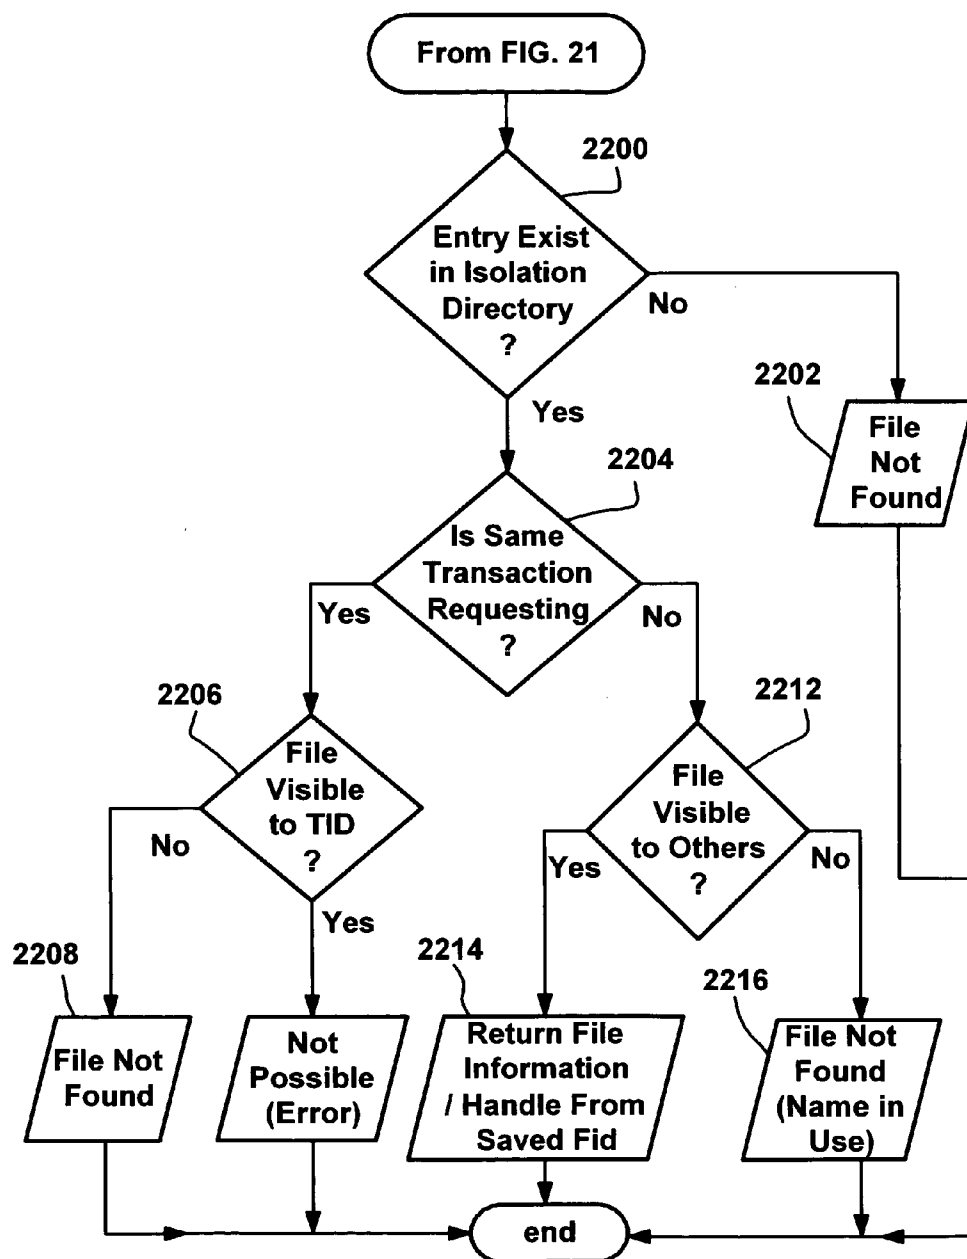 From FIG. 21
2200
Entry Exist
in Isolation
Directory
?
No
Yes
2202
File
Not
Found
2204
Is Same
Transaction
Requesting
?
Yes
No
2206
File
Visible
to TID
?
No
Yes
2212
File
Visible
to Others
?
Yes
No
2208
File Not
Found
Not
Possible
(Error)
2214
Return File
Information
/ Handle From
Saved Fid
2216
File Not
Found
(Name in
Use)
end